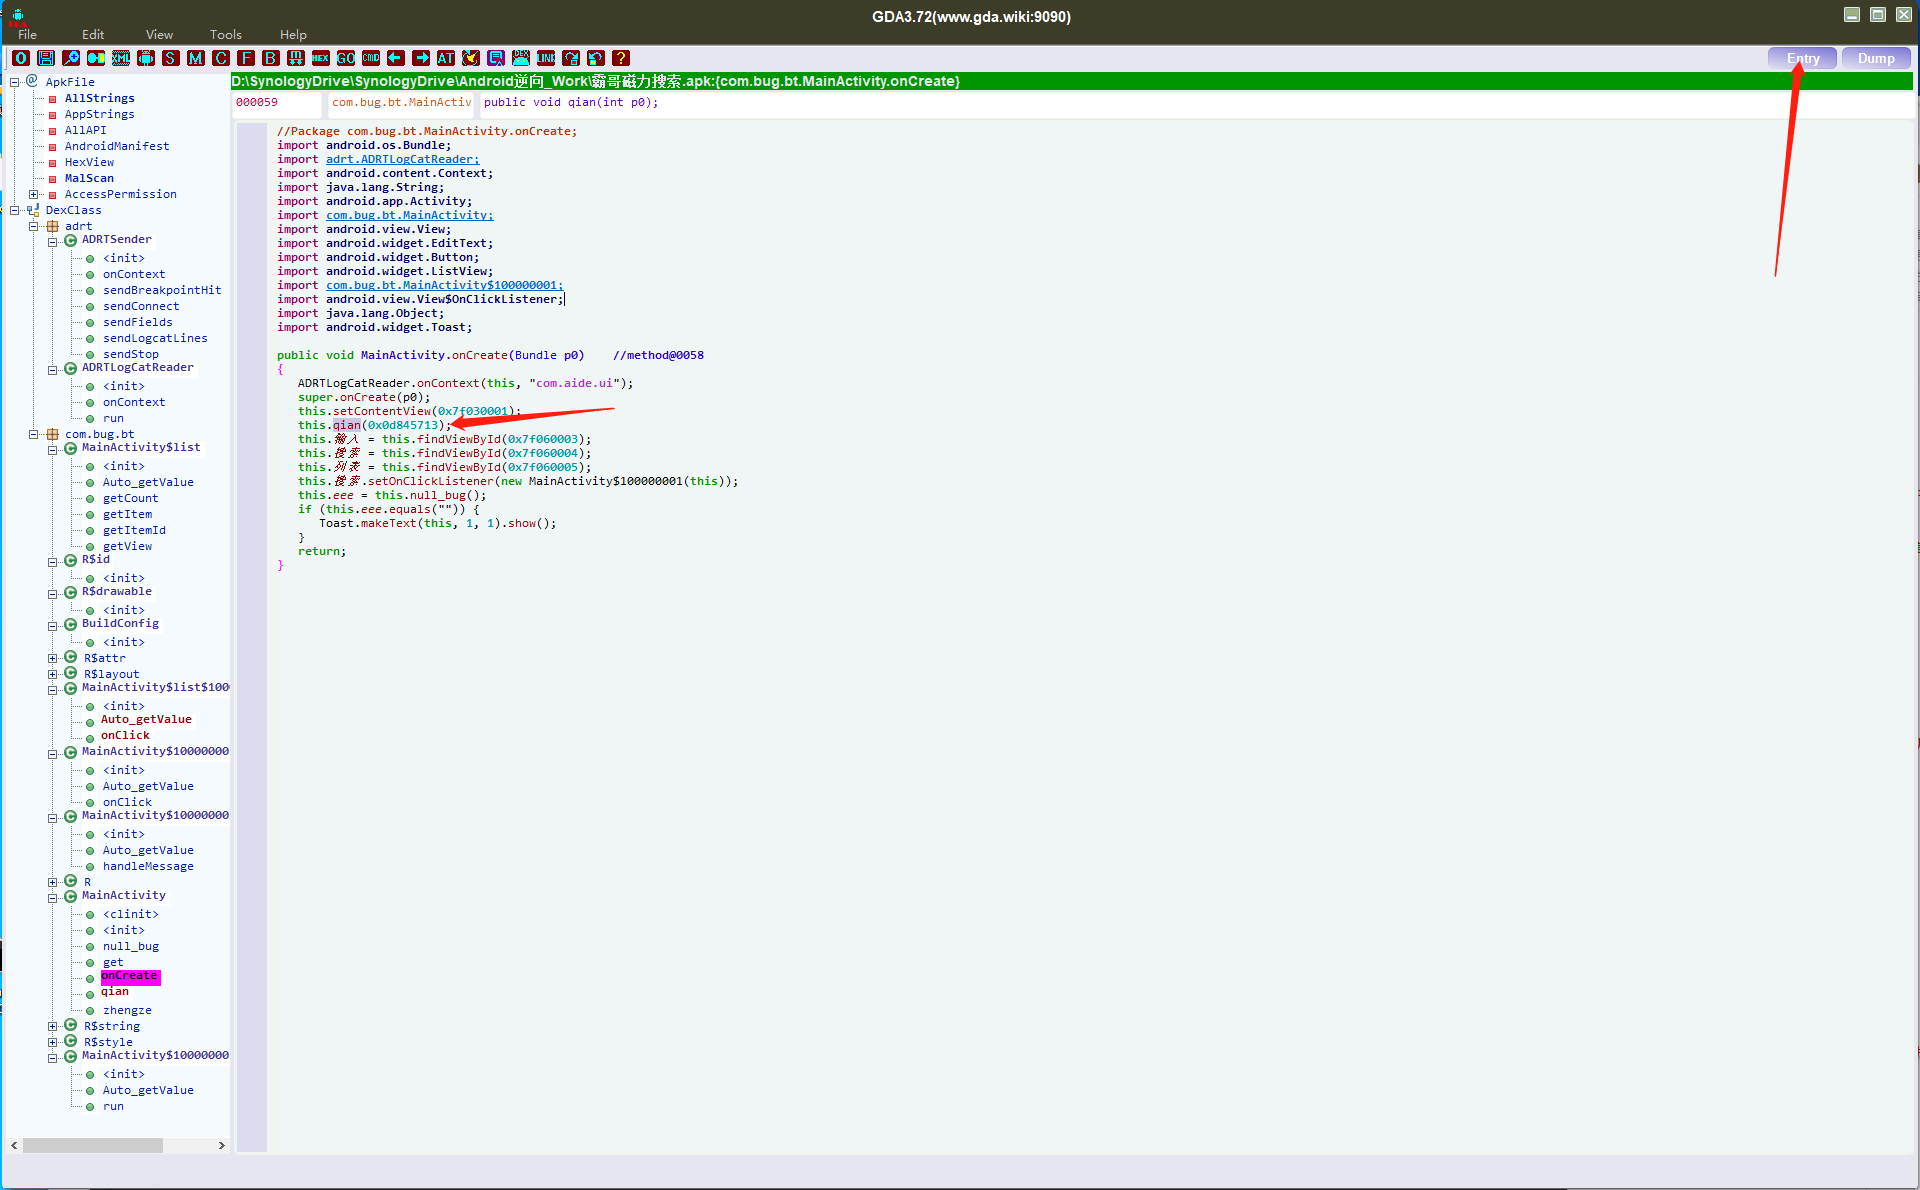 GDA3.72(www.gda.wiki:9090)
File Edit View Tools Help
S M C F B HEX GO CMD AT LINK ?
Entry Dump
ApkFile
AllStrings
AppStrings
AllAPI
AndroidManifest
HexView
MalScan
AccessPermission
DexClass
adrt
ADRTSender
<init>
onContext
sendBreakpointHit
sendConnect
sendFields
sendLogcatLines
sendStop
ADRTLogCatReader
<init>
onContext
run
com.bug.bt
MainActivity$list
<init>
Auto_getValue
getCount
getItem
getItemId
getView
R$id
<init>
R$drawable
<init>
BuildConfig
<init>
R$attr
R$layout
MainActivity$list$100
<init>
Auto_getValue
onClick
MainActivity$10000000
<init>
Auto_getValue
onClick
MainActivity$10000000
<init>
Auto_getValue
handleMessage
R
MainActivity
<clinit>
<init>
null_bug
get
onCreate
qian
zhengze
R$string
R$style
MainActivity$10000000
<init>
Auto_getValue
run
D:\SynologyDrive\SynologyDrive\Android逆向_Work\霸哥磁力搜索.apk:{com.bug.bt.MainActivity.onCreate}
000059 com.bug.bt.MainActiv public void qian(int p0);
//Package com.bug.bt.MainActivity.onCreate;
import android.os.Bundle;
import adrt.ADRTLogCatReader;
import android.content.Context;
import java.lang.String;
import android.app.Activity;
import com.bug.bt.MainActivity;
import android.view.View;
import android.widget.EditText;
import android.widget.Button;
import android.widget.ListView;
import com.bug.bt.MainActivity$100000001;
import android.view.View$OnClickListener;
import java.lang.Object;
import android.widget.Toast;
public void MainActivity.onCreate(Bundle p0) //method@0058
{
ADRTLogCatReader.onContext(this, "com.aide.ui");
super.onCreate(p0);
this.setContentView(0x7f030001);
this.qian(0x0d845713);
this.输入 = this.findViewById(0x7f060003);
this.搜索 = this.findViewById(0x7f060004);
this.列表 = this.findViewById(0x7f060005);
this.搜索.setOnClickListener(new MainActivity$100000001(this));
this.eee = this.null_bug();
if (this.eee.equals("")) {
Toast.makeText(this, 1, 1).show();
}
return;
}